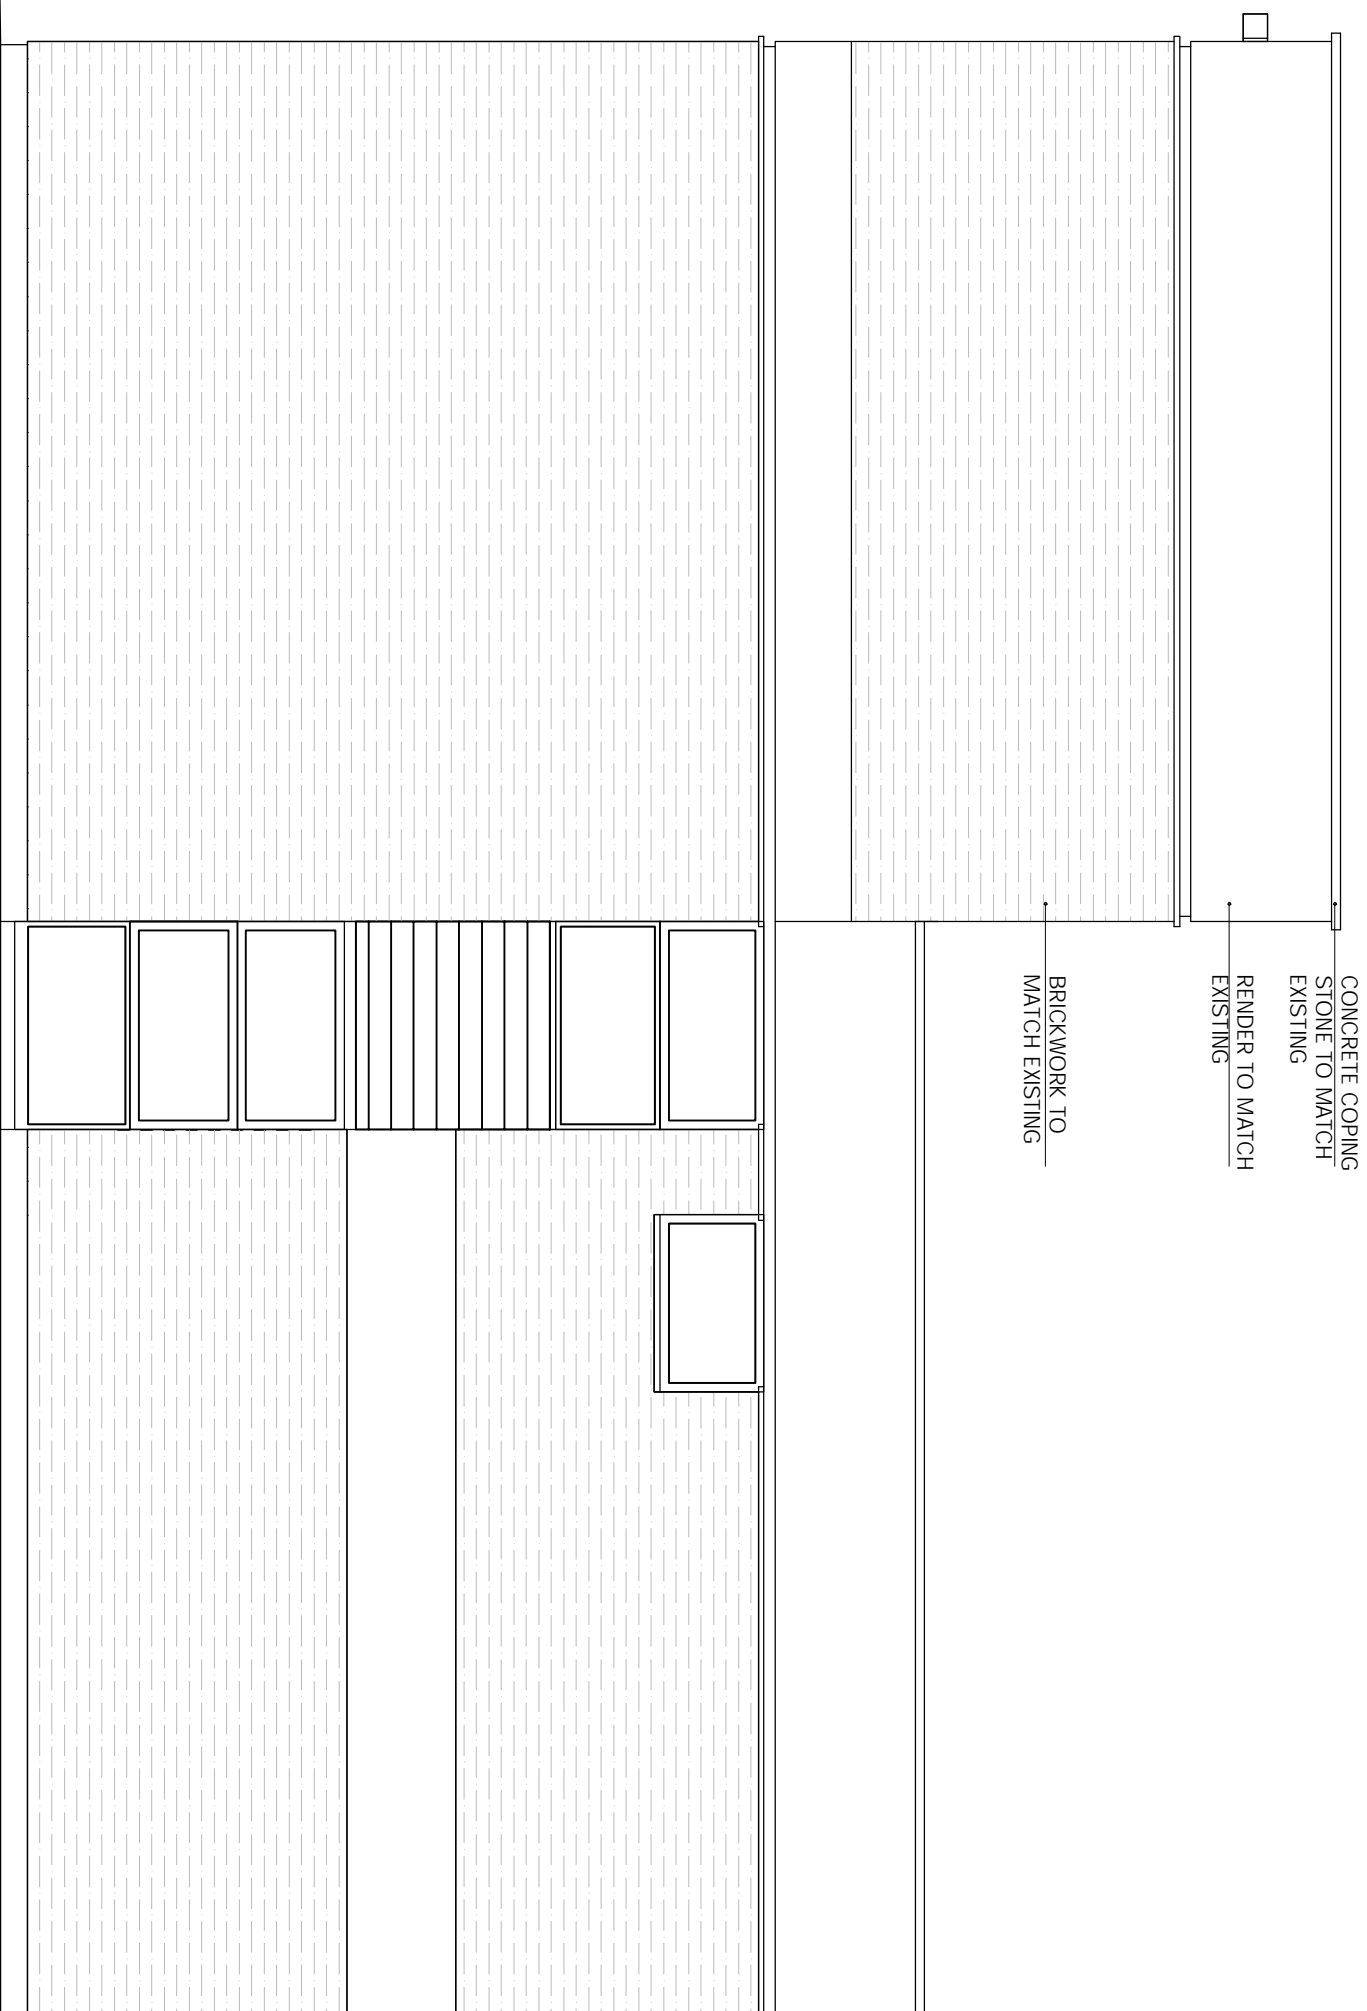 CONCRETE COPING
STONE TO MATCH
EXISTING
RENDER TO MATCH
EXISTING
BRICKWORK TO
MATCH EXISTING